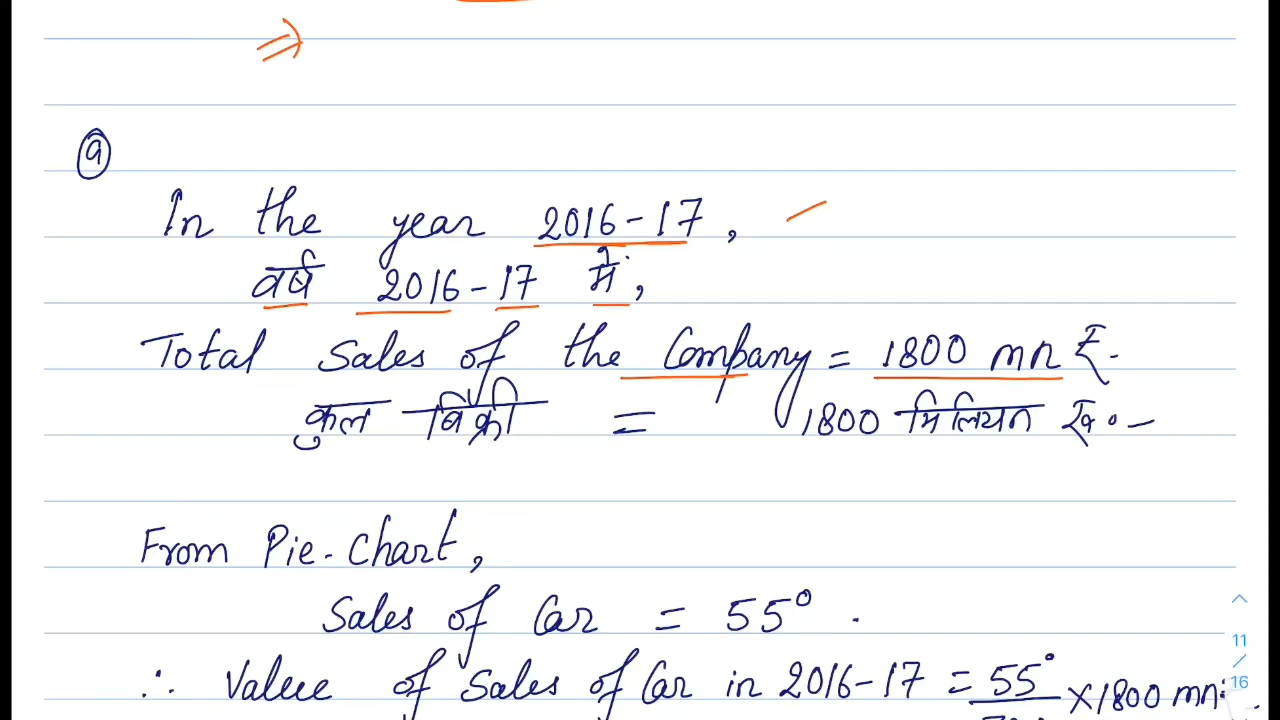 ⇒
(a)
In the year 2016-17,
वर्ष 2016-17 में,
Total Sales of the Company = 1800 mn ₹.
कुल बिक्री = 1800 मिलियन रु०-
From Pie-Chart,
Sales of Car = 55° .
∴ Value of Sales of Car in 2016-17 = 55° × 1800 mn
11
/
16